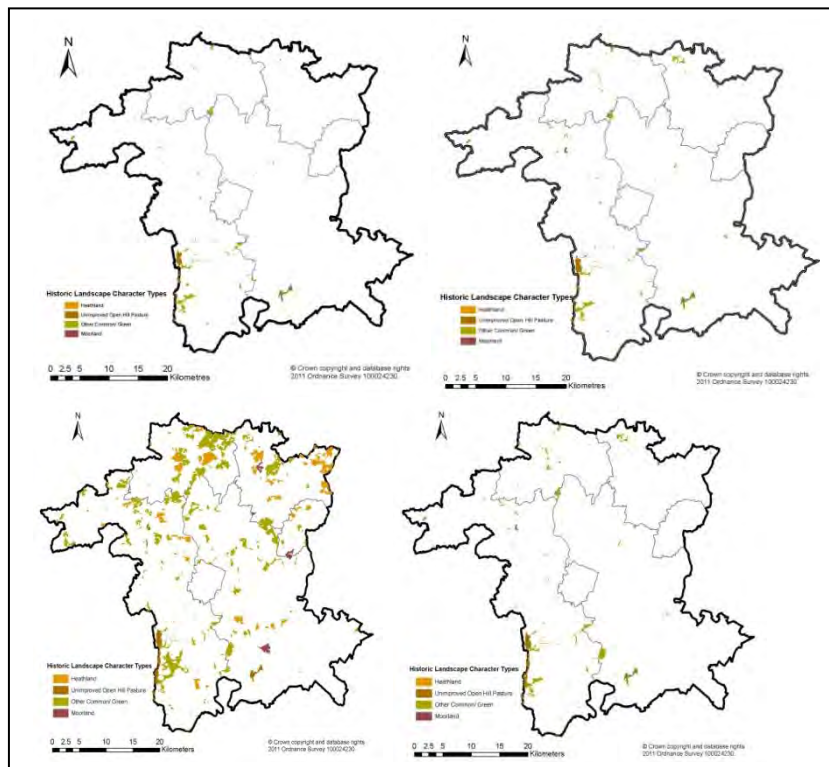 N
Historic Landscape Character Types
Heathland
Unimproved Open Hill Pasture
Other Common/ Green
Moorland
0 2.5 5 10 15 20
Kilometres
© Crown copyright and database rights
2011 Ordnance Survey 100024230
N
Historic Landscape Character Types
Heathland
Unimproved Open Hill Pasture
Other Common/ Green
Moorland
0 2.5 5 10 15 20
Kilometres
© Crown copyright and database rights
2011 Ordnance Survey 100024230.
N
Historic Landscape Character Types
Heathland
Unimproved Open Hill Pasture
Other Common/ Green
Moorland
0 2.5 5 10 15 20
Kilometers
© Crown copyright and database rights
2011 Ordnance Survey 100024230.
N
Historic Landscape Character Types
Heathland
Unimproved Open Hill Pasture
Other Common/ Green
Moorland
0 2.5 5 10 15 20
Kilometers
© Crown copyright and database rights
2011 Ordnance Survey 100024230.